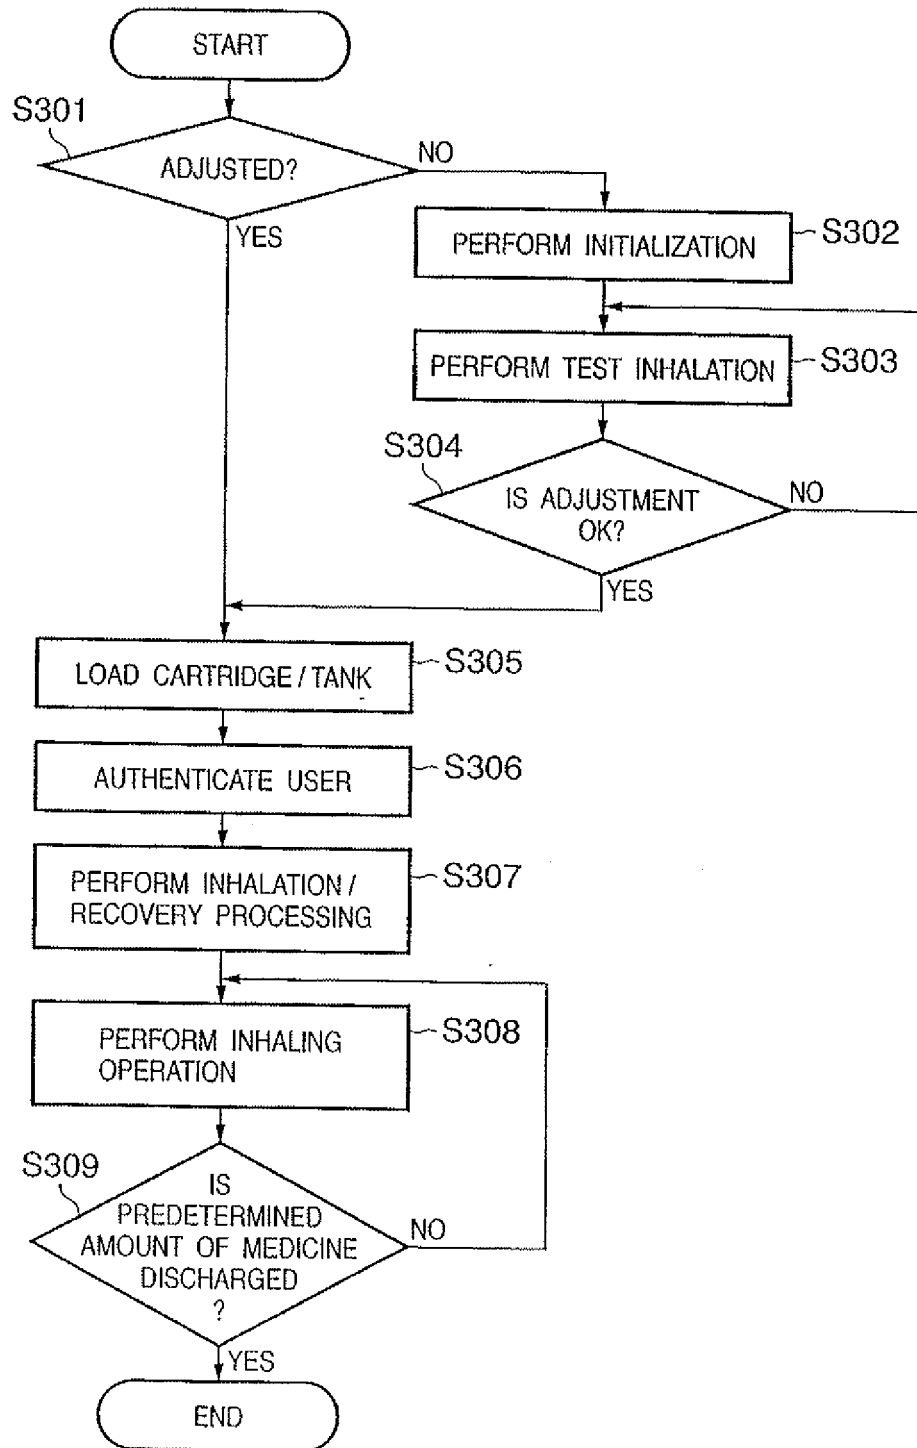 START
S301
ADJUSTED?
NO
YES
PERFORM INITIALIZATION
S302
PERFORM TEST INHALATION
S303
S304
IS ADJUSTMENT
OK?
NO
YES
LOAD CARTRIDGE/TANK
S305
AUTHENTICATE USER
S306
PERFORM INHALATION/
RECOVERY PROCESSING
S307
PERFORM INHALING
OPERATION
S308
S309
IS
PREDETERMINED
AMOUNT OF MEDICINE
DISCHARGED
?
NO
YES
END